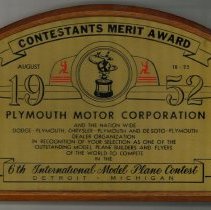 CONTESTANTS MERIT AWARD
AUGUST
19 52
PLYMOUTH MOTOR CORPORATION
AND THE NATION WIDE
DODGE-PLYMOUTH, CHRYSLER-PLYMOUTH AND DE SOTO-PLYMOUTH
DEALER ORGANIZATION
IN RECOGNITION OF YOUR SELECTION AS ONE OF THE
OUTSTANDING MODEL PLANE BUILDERS AND FLYERS
OF THE WORLD TO COMPETE
IN THE
6th International Model Plane Contest
DETROIT - MICHIGAN